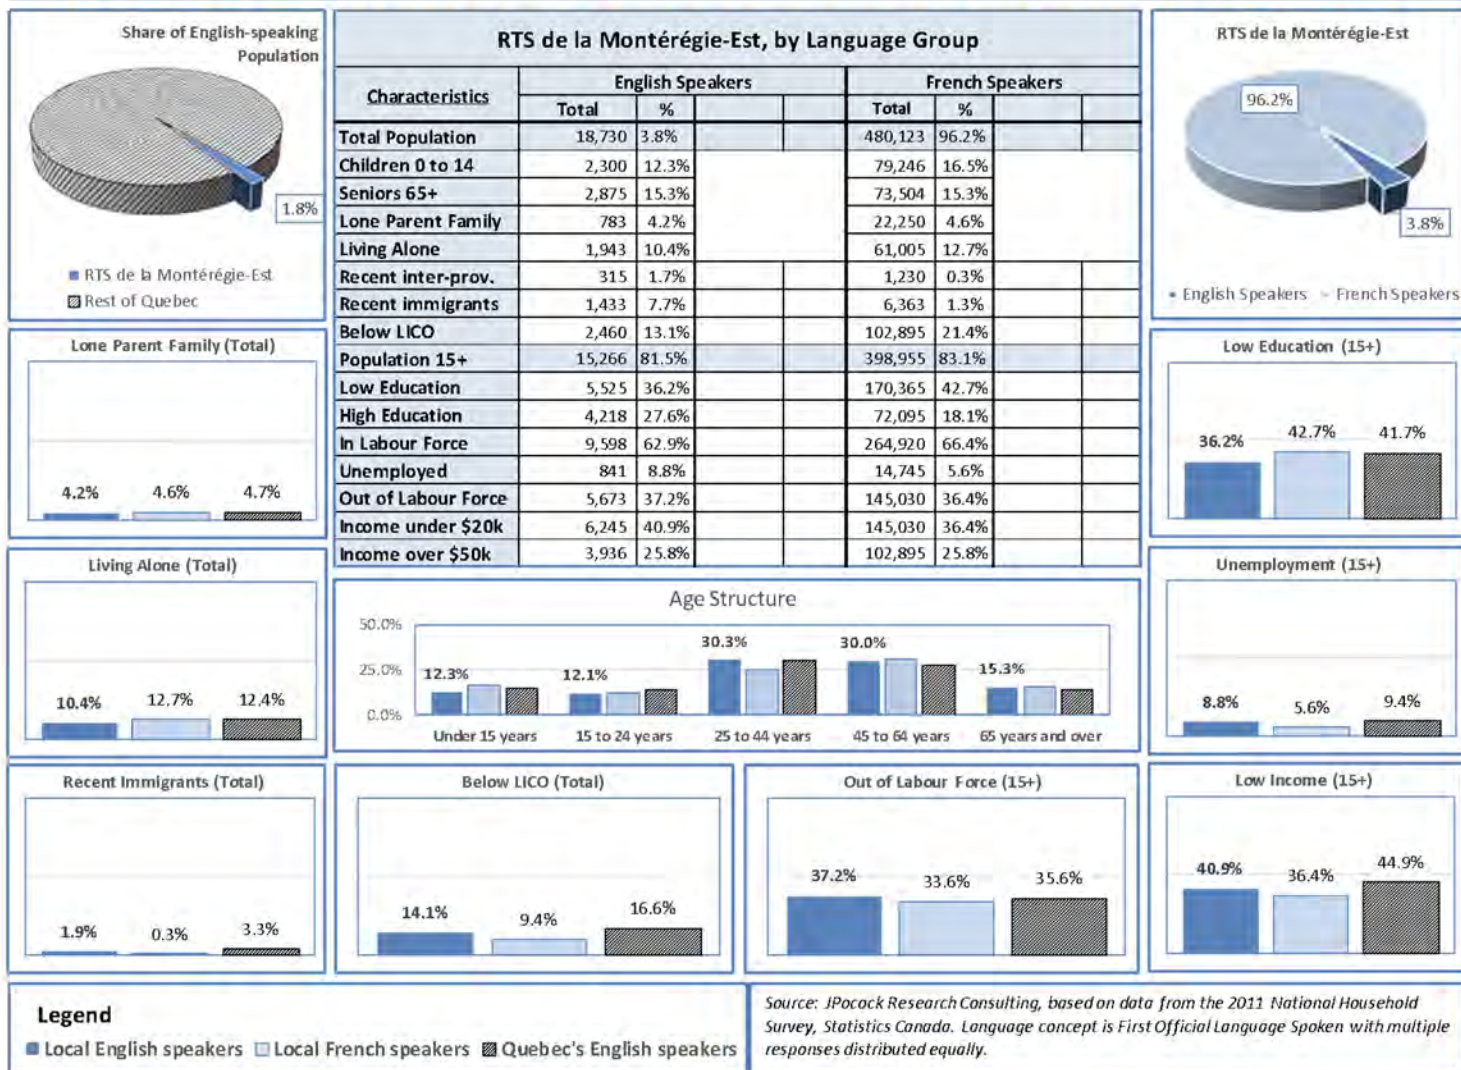 Share of English-speaking
Population
1.8%
RTS de la Montérégie-Est
Rest of Quebec
RTS de la Montérégie-Est, by Language Group
Characteristics English Speakers French Speakers
Total % Total %
Total Population 18,730 3.8% 480,123 96.2%
Children 0 to 14 2,300 12.3% 79,246 16.5%
Seniors 65+ 2,875 15.3% 73,504 15.3%
Lone Parent Family 783 4.2% 22,250 4.6%
Living Alone 1,943 10.4% 61,005 12.7%
Recent inter-prov. 315 1.7% 1,230 0.3%
Recent immigrants 1,433 7.7% 6,363 1.3%
Below LICO 2,460 13.1% 102,895 21.4%
Population 15+ 15,266 81.5% 398,955 83.1%
Low Education 5,525 36.2% 170,365 42.7%
High Education 4,218 27.6% 72,095 18.1%
In Labour Force 9,598 62.9% 264,920 66.4%
Unemployed 841 8.8% 14,745 5.6%
Out of Labour Force 5,673 37.2% 145,030 36.4%
Income under $20k 6,245 40.9% 145,030 36.4%
Income over $50k 3,936 25.8% 102,895 25.8%
RTS de la Montérégie-Est
96.2%
3.8%
English Speakers French Speakers
Lone Parent Family (Total)
4.2% 4.6% 4.7%
Low Education (15+)
36.2% 42.7% 41.7%
Living Alone (Total)
10.4% 12.7% 12.4%
Age Structure
50.0%
25.0%
0.0%
12.3% 12.1% 30.3% 30.0% 15.3%
Under 15 years 15 to 24 years 25 to 44 years 45 to 64 years 65 years and over
Unemployment (15+)
8.8% 5.6% 9.4%
Recent Immigrants (Total)
1.9% 0.3% 3.3%
Below LICO (Total)
14.1% 9.4% 16.6%
Out of Labour Force (15+)
37.2% 33.6% 35.6%
Low Income (15+)
40.9% 36.4% 44.9%
Legend
Local English speakers Local French speakers Quebec's English speakers
Source: JPocock Research Consulting, based on data from the 2011 National Household
Survey, Statistics Canada. Language concept is First Official Language Spoken with multiple
responses distributed equally.